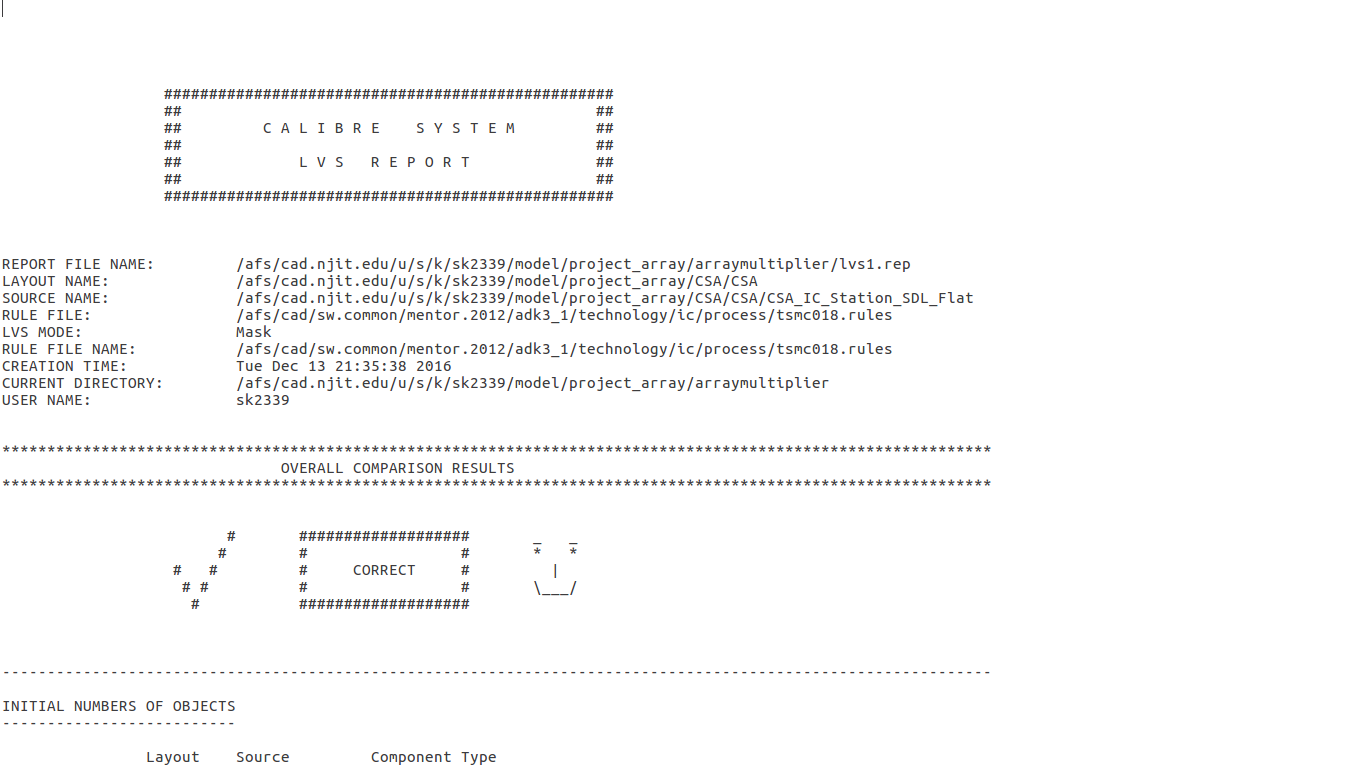 ##################################################
##                                              ##
##         C A L I B R E    S Y S T E M         ##
##                                              ##
##             L V S   R E P O R T              ##
##                                              ##
##################################################
REPORT FILE NAME:         /afs/cad.njit.edu/u/s/k/sk2339/model/project_array/arraymultiplier/lvs1.rep
LAYOUT NAME:              /afs/cad.njit.edu/u/s/k/sk2339/model/project_array/CSA/CSA
SOURCE NAME:              /afs/cad.njit.edu/u/s/k/sk2339/model/project_array/CSA/CSA/CSA_IC_Station_SDL_Flat
RULE FILE:                /afs/cad/sw.common/mentor.2012/adk3_1/technology/ic/process/tsmc018.rules
LVS MODE:                 Mask
RULE FILE NAME:           /afs/cad/sw.common/mentor.2012/adk3_1/technology/ic/process/tsmc018.rules
CREATION TIME:            Tue Dec 13 21:35:38 2016
CURRENT DIRECTORY:        /afs/cad.njit.edu/u/s/k/sk2339/model/project_array/arraymultiplier
USER NAME:                sk2339
**************************************************************************************************************
                               OVERALL COMPARISON RESULTS
**************************************************************************************************************
                         #       ###################       _   _
                        #        #                 #       *   *
                   #   #         #     CORRECT     #         |
                    # #          #                 #       \___/
                     #           ###################
--------------------------------------------------------------------------------------------------------------
INITIAL NUMBERS OF OBJECTS
--------------------------
                Layout    Source         Component Type